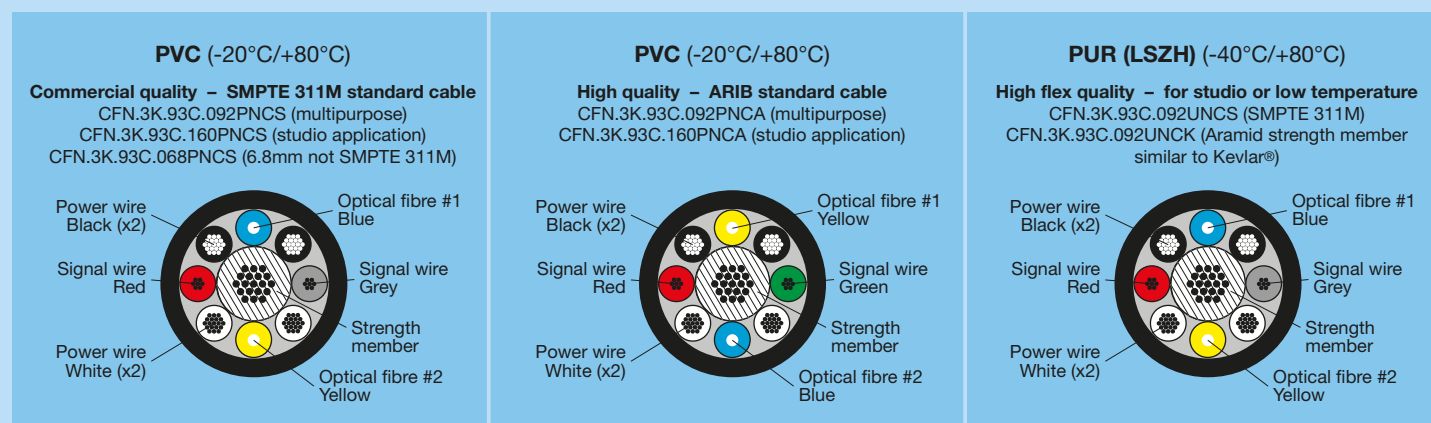 PVC (-20°C/+80°C)
Commercial quality – SMPTE 311M standard cable
CFN.3K.93C.092PNCS (multipurpose)
CFN.3K.93C.160PNCS (studio application)
CFN.3K.93C.068PNCS (6.8mm not SMPTE 311M)
Power wire
Black (x2)
Optical fibre #1
Blue
Signal wire
Red
Signal wire
Grey
Power wire
White (x2)
Strength
member
Optical fibre #2
Yellow
PVC (-20°C/+80°C)
High quality – ARIB standard cable
CFN.3K.93C.092PNCA (multipurpose)
CFN.3K.93C.160PNCA (studio application)
Power wire
Black (x2)
Optical fibre #1
Yellow
Signal wire
Red
Signal wire
Green
Power wire
White (x2)
Strength
member
Optical fibre #2
Blue
PUR (LSZH) (-40°C/+80°C)
High flex quality – for studio or low temperature
CFN.3K.93C.092UNCS (SMPTE 311M)
CFN.3K.93C.092UNCK (Aramid strength member
similar to Kevlar®)
Power wire
Black (x2)
Optical fibre #1
Blue
Signal wire
Red
Signal wire
Grey
Power wire
White (x2)
Strength
member
Optical fibre #2
Yellow